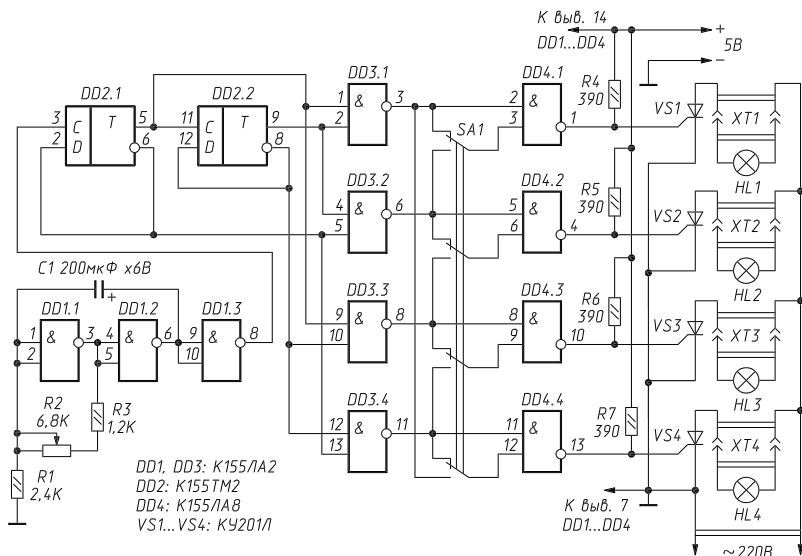 К выв. 14
DD1...DD4
+
5В
−
DD2.1
3
C
T
5
2
D
6
DD2.2
11
C
T
9
12
D
8
DD3.1
1
&
3
2
DD3.2
4
&
6
5
DD3.3
9
&
8
10
DD3.4
12
&
11
13
SA1
DD4.1
2
&
3
1
DD4.2
5
&
6
4
DD4.3
8
&
9
10
DD4.4
11
&
12
13
R4
390
R5
390
R6
390
R7
390
VS1
XT1
HL1
VS2
XT2
HL2
VS3
XT3
HL3
VS4
XT4
HL4
C1 200мкФ х6В
+
DD1.1
1
&
3
2
DD1.2
4
&
6
5
DD1.3
9
&
8
10
R2
6,8К
R3
1,2К
R1
2,4К
DD1, DD3: К155ЛА2
DD2: К155ТМ2
DD4: К155ЛА8
VS1...VS4: КУ201Л
К выв. 7
DD1...DD4
~220В